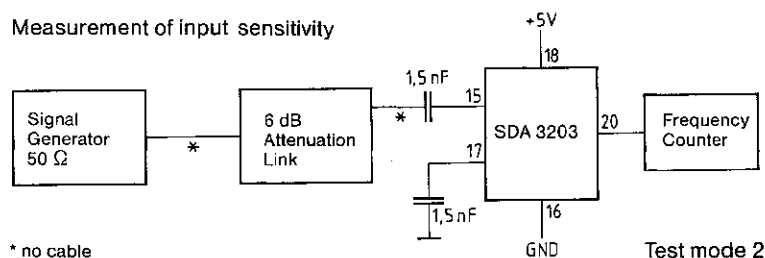 Measurement of input sensitivity
+5V
18
1,5 nF
15
*
Signal
Generator
50 Ω
*
6 dB
Attenuation
Link
SDA 3203
20
Frequency
Counter
17
1,5 nF
16
GND
* no cable
Test mode 2